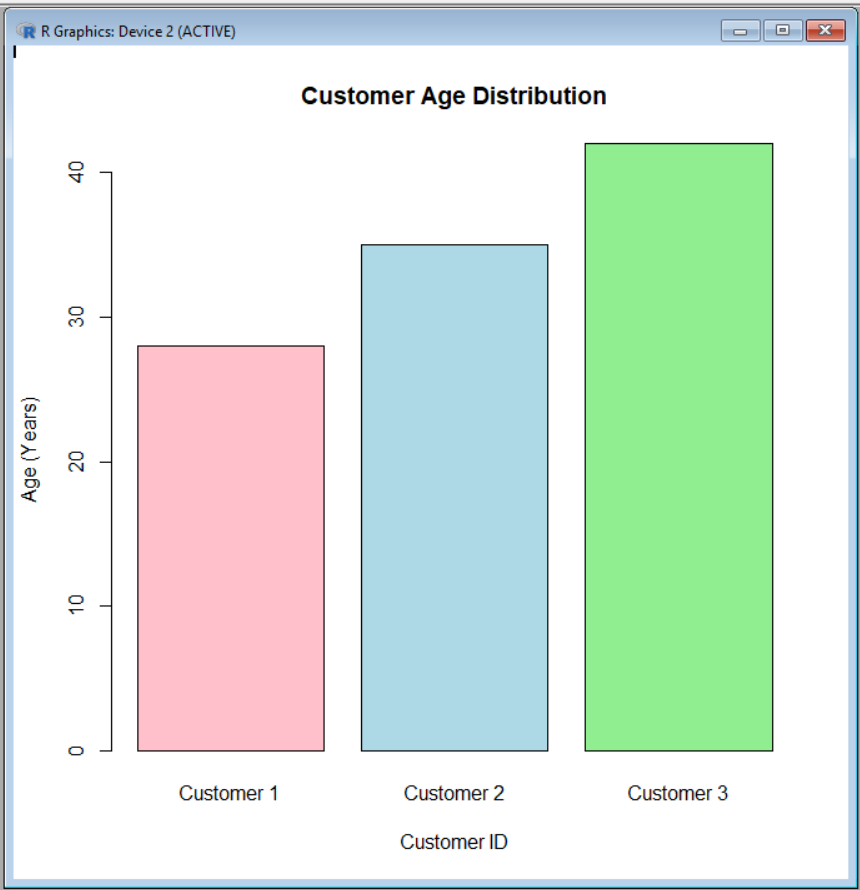 R Graphics: Device 2 (ACTIVE)
Customer Age Distribution
40
30
20
10
0
Age (Years)
Customer 1 Customer 2 Customer 3
Customer ID